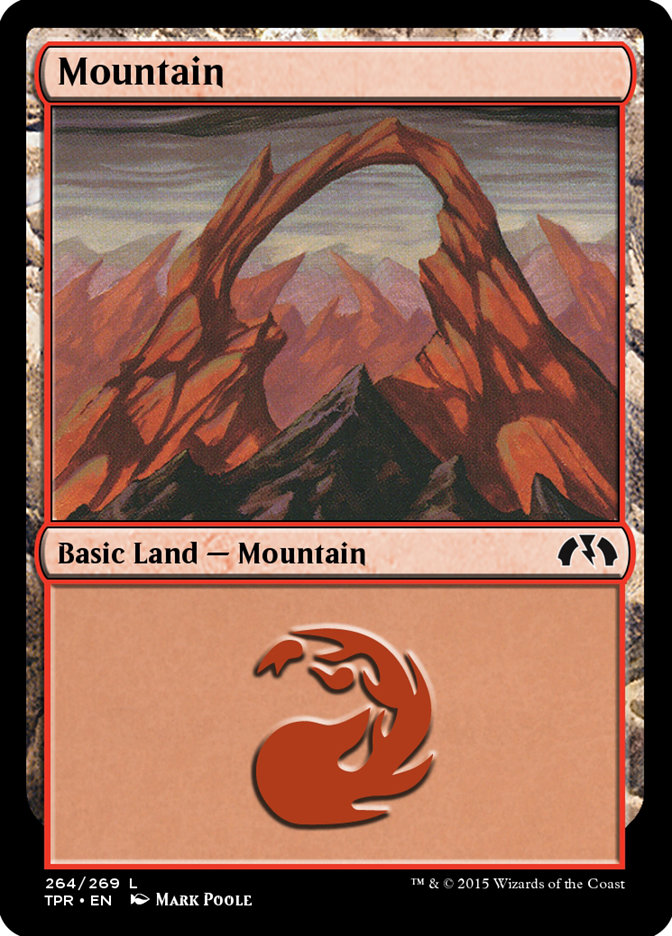 Mountain
Basic Land — Mountain
264/269 L
TPR • EN Mark Poole
™ & © 2015 Wizards of the Coast